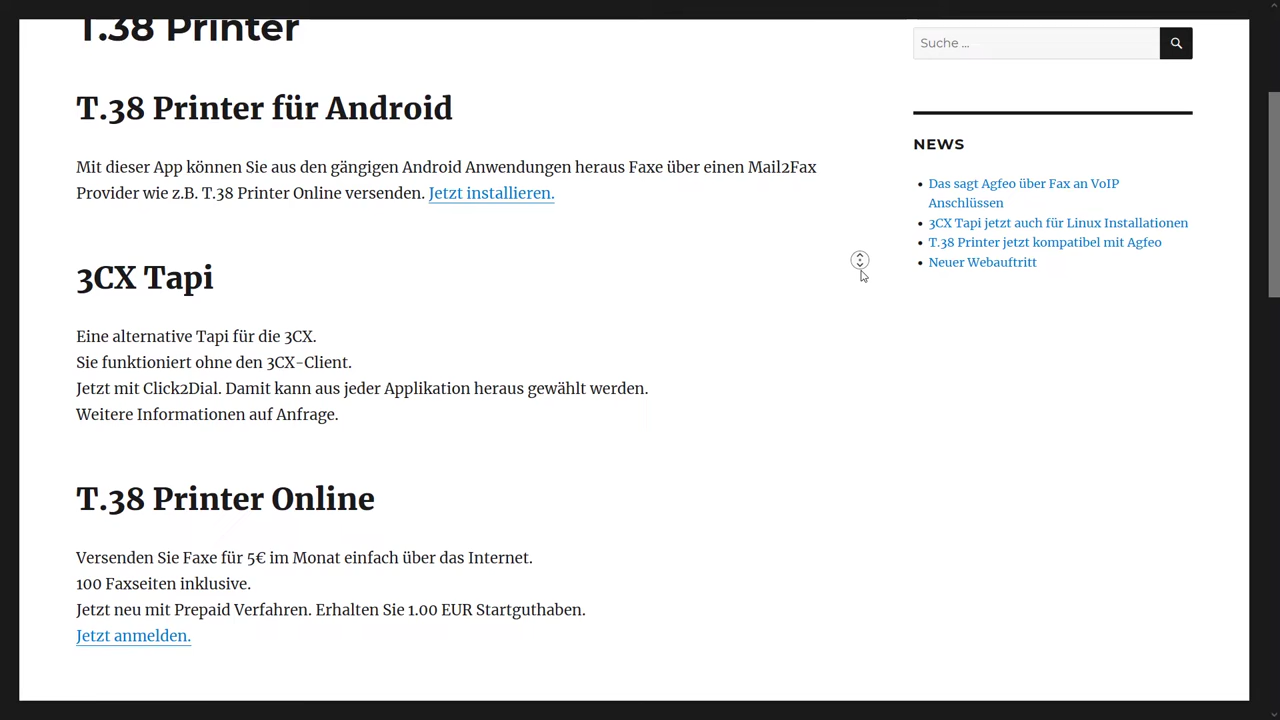 T.38 Printer
T.38 Printer für Android
Mit dieser App können Sie aus den gängigen Android Anwendungen heraus Faxe über einen Mail2Fax
Provider wie z.B. T.38 Printer Online versenden. Jetzt installieren.
3CX Tapi
Eine alternative Tapi für die 3CX.
Sie funktioniert ohne den 3CX-Client.
Jetzt mit Click2Dial. Damit kann aus jeder Applikation heraus gewählt werden.
Weitere Informationen auf Anfrage.
T.38 Printer Online
Versenden Sie Faxe für 5€ im Monat einfach über das Internet.
100 Faxseiten inklusive.
Jetzt neu mit Prepaid Verfahren. Erhalten Sie 1.00 EUR Startguthaben.
Jetzt anmelden.
Suche ...
NEWS
Das sagt Agfeo über Fax an VoIP
Anschlüssen
3CX Tapi jetzt auch für Linux Installationen
T.38 Printer jetzt kompatibel mit Agfeo
Neuer Webauftritt